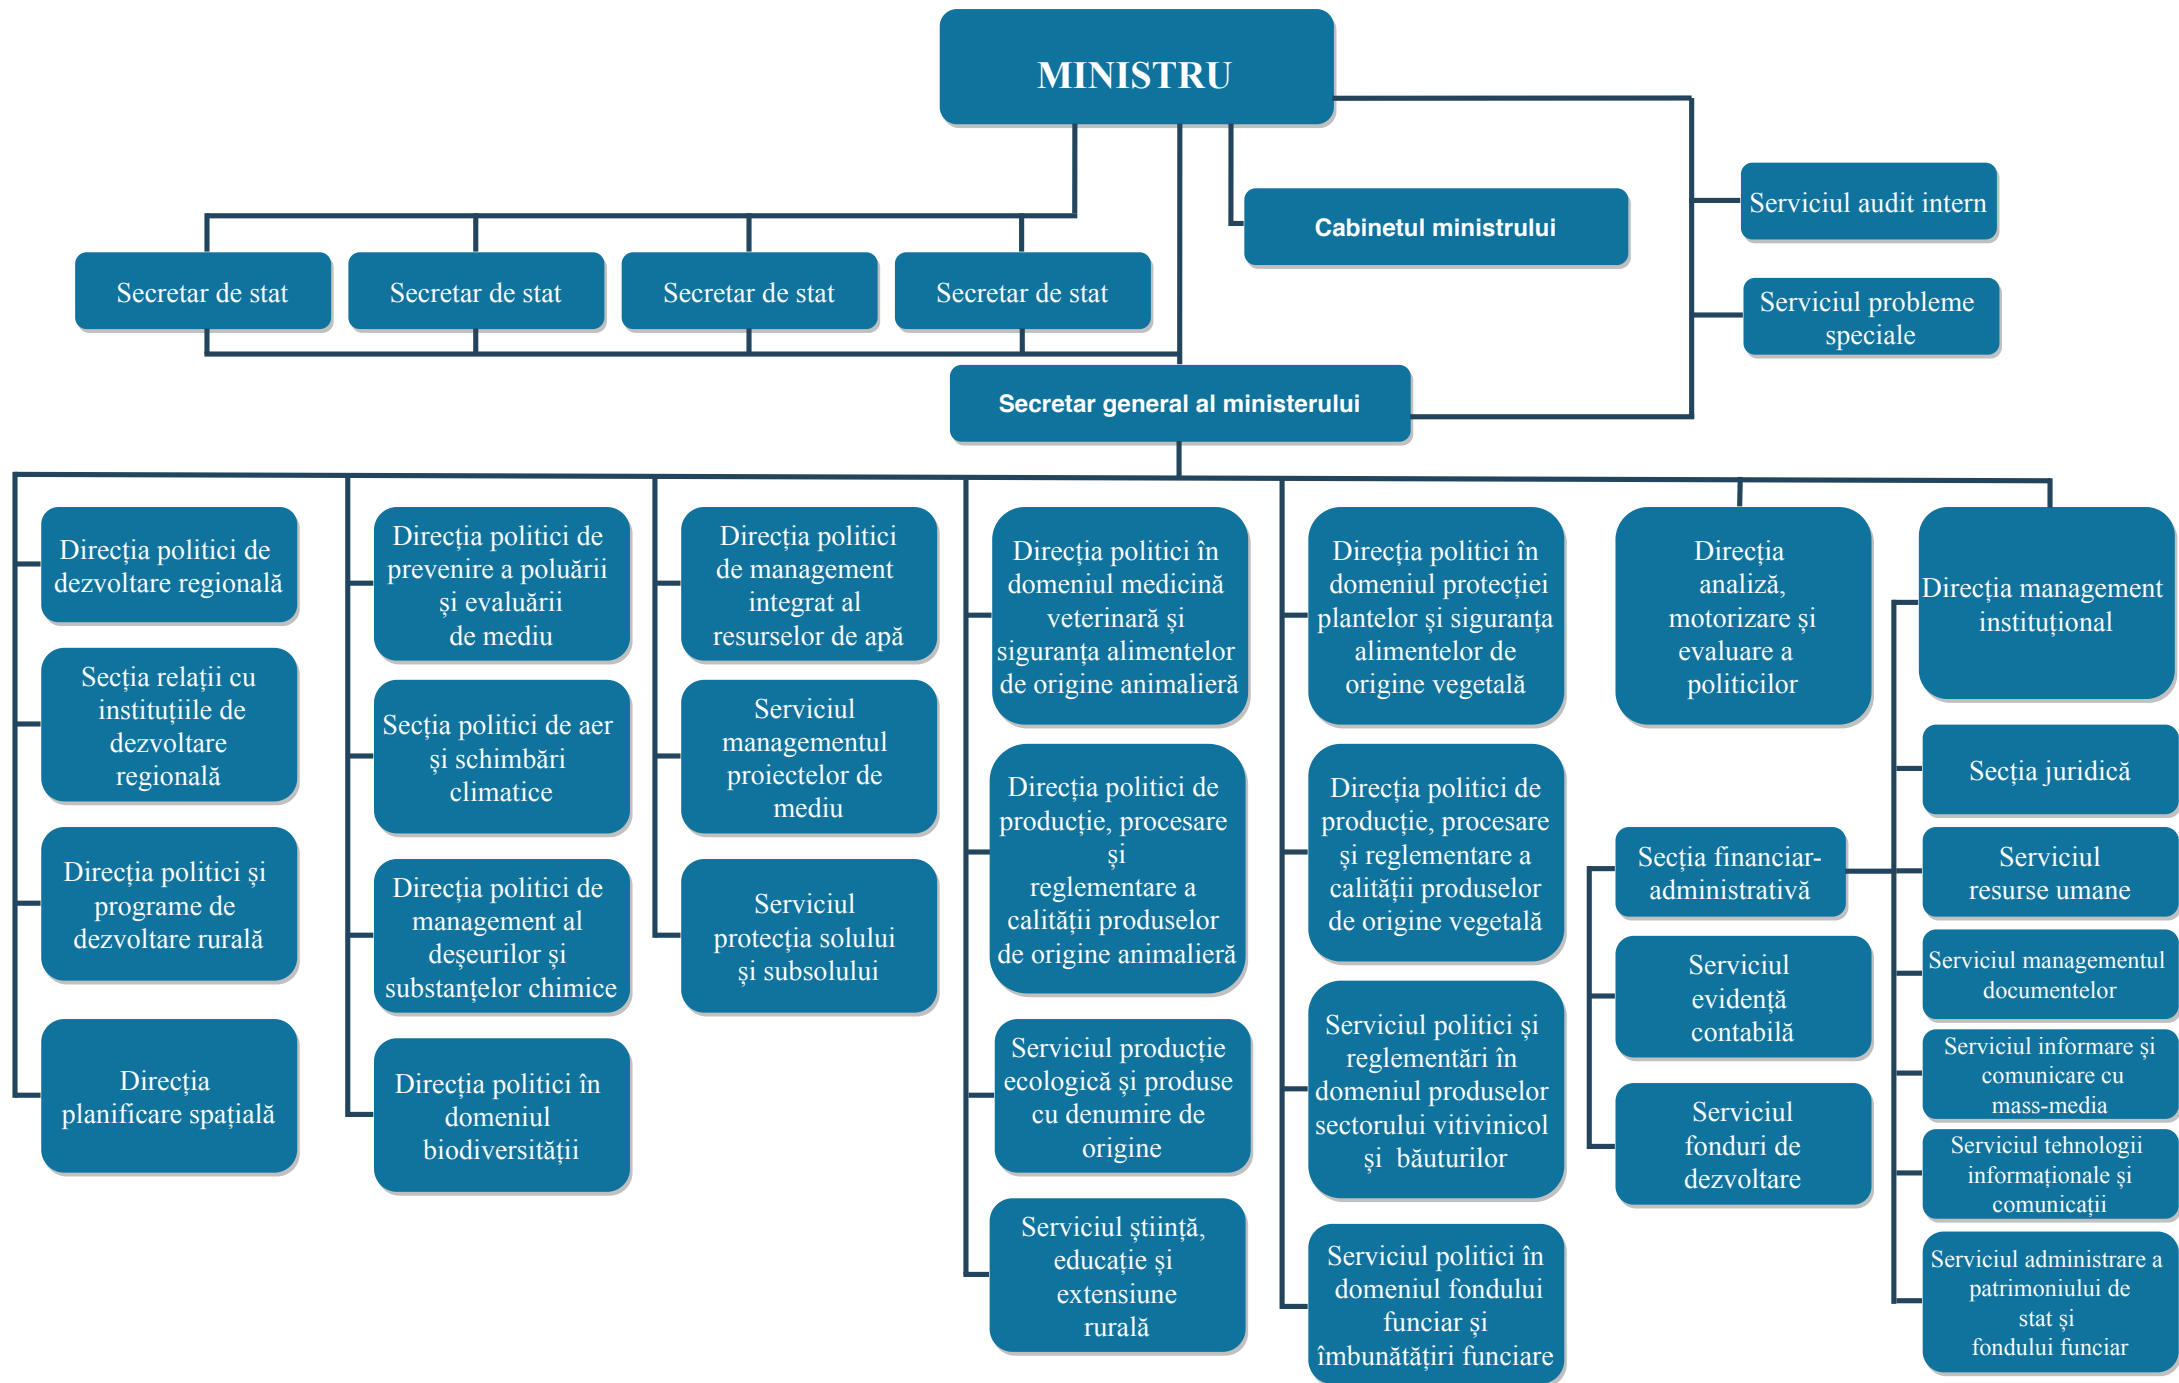 MINISTRU
Serviciul audit intern
Cabinetul ministrului
Secretar de stat
Secretar de stat
Secretar de stat
Secretar de stat
Serviciul probleme
speciale
Secretar general al ministerului
Direcția politici de
dezvoltare regională
Secția relații cu
instituțiile de
dezvoltare
regională
Direcția politici și
programe de
dezvoltare rurală
Direcția
planificare spațială
Direcția politici de
prevenire a poluării
și evaluării
de mediu
Secția politici de aer
și schimbări
climatice
Direcția politici de
management al
deșeurilor și
substanțelor chimice
Direcția politici în
domeniul
biodiversității
Direcția politici
de management
integrat al
resurselor de apă
Serviciul
managementul
proiectelor de
mediu
Serviciul
protecția solului
și subsolului
Direcția politici în
domeniul medicină
veterinară și
siguranța alimentelor
de origine animalieră
Direcția politici de
producție, procesare
și
reglementare a
calității produselor
de origine animalieră
Serviciul producție
ecologică și produse
cu denumire de
origine
Serviciul știință,
educație și
extensiune
rurală
Direcția politici în
domeniul protecției
plantelor și siguranța
alimentelor de
origine vegetală
Direcția politici de
producție, procesare
și reglementare a
calității produselor
de origine vegetală
Serviciul politici și
reglementări în
domeniul produselor
sectorului vitivinicol
și băuturilor
Serviciul politici în
domeniul fondului
funciar și
îmbunătățiri funciare
Direcția
analiză,
motorizare și
evaluare a
politicilor
Secția financiar-
administrativă
Serviciul
evidență
contabilă
Serviciul
fonduri de
dezvoltare
Direcția management
instituțional
Secția juridică
Serviciul
resurse umane
Serviciul managementul
documentelor
Serviciul informare și
comunicare cu
mass-media
Serviciul tehnologii
informaționale și
comunicații
Serviciul administrare a
patrimoniului de
stat și
fondului funciar